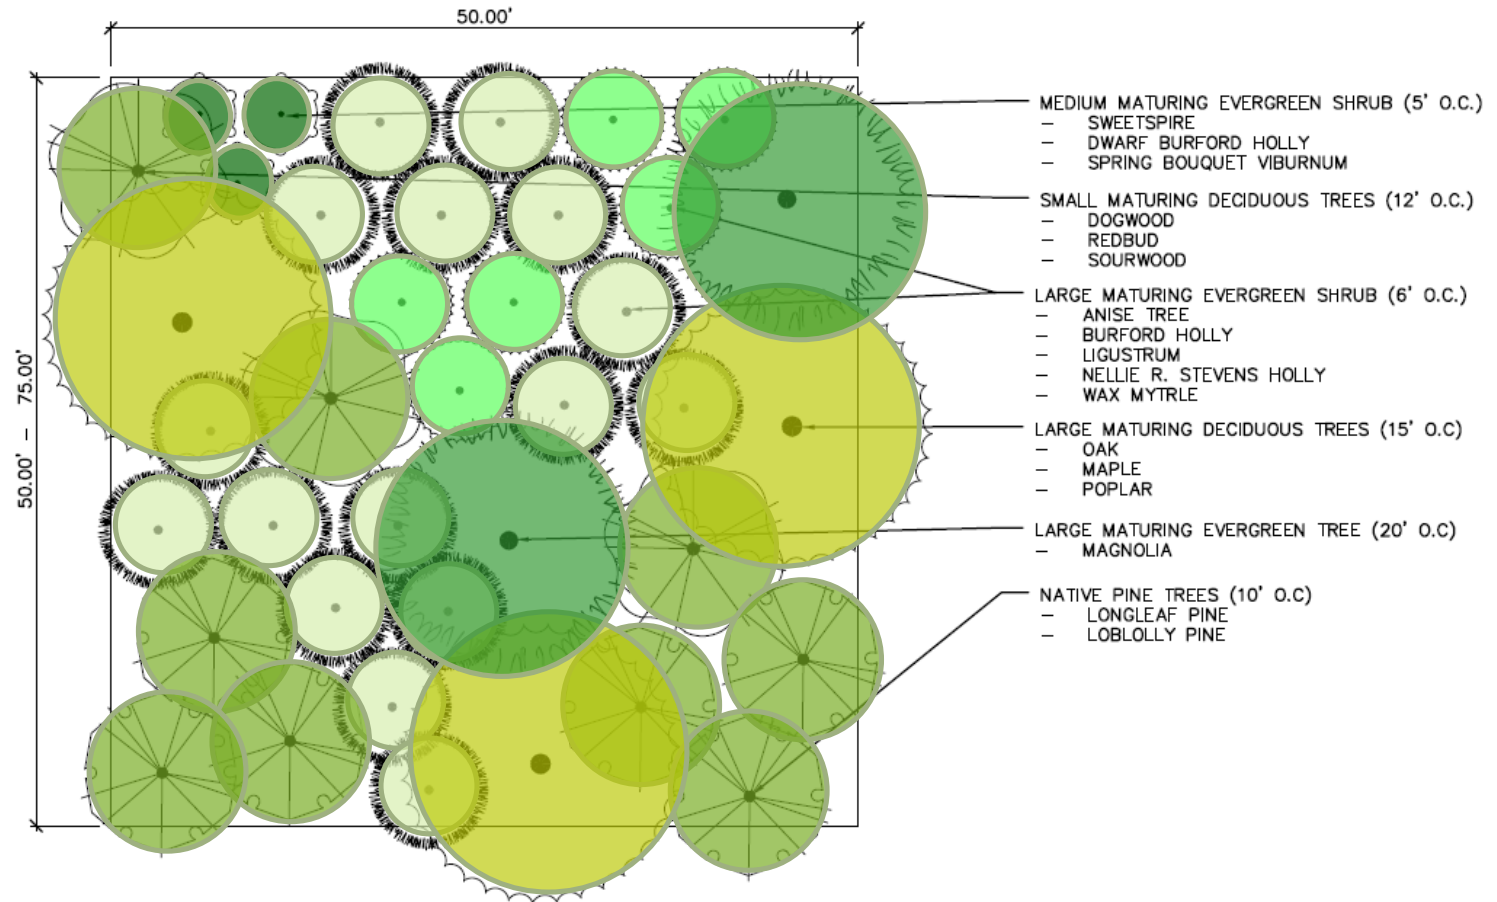 50.00'
50.00' – 75.00'
MEDIUM MATURING EVERGREEN SHRUB (5' O.C.)
– SWEETSPIRE
– DWARF BURFORD HOLLY
– SPRING BOUQUET VIBURNUM
SMALL MATURING DECIDUOUS TREES (12' O.C.)
– DOGWOOD
– REDBUD
– SOURWOOD
LARGE MATURING EVERGREEN SHRUB (6' O.C.)
– ANISE TREE
– BURFORD HOLLY
– LIGUSTRUM
– NELLIE R. STEVENS HOLLY
– WAX MYTRLE
LARGE MATURING DECIDUOUS TREES (15' O.C)
– OAK
– MAPLE
– POPLAR
LARGE MATURING EVERGREEN TREE (20' O.C)
– MAGNOLIA
NATIVE PINE TREES (10' O.C)
– LONGLEAF PINE
– LOBLOLLY PINE